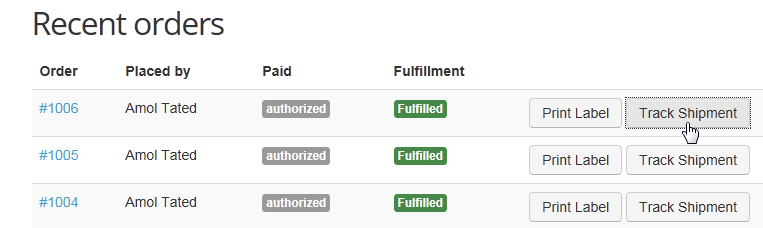 Recent orders
Order Placed by Paid Fulfillment
#1006 Amol Tated authorized Fulfilled Print Label Track Shipment
#1005 Amol Tated authorized Fulfilled Print Label Track Shipment
#1004 Amol Tated authorized Fulfilled Print Label Track Shipment